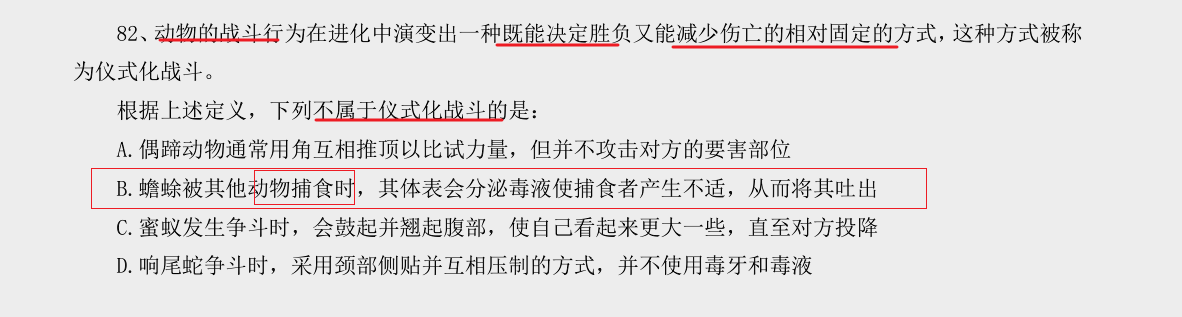 82、动物的战斗行为在进化中演变出一种既能决定胜负又能减少伤亡的相对固定的方式，这种方式被称
为仪式化战斗。
根据上述定义，下列不属于仪式化战斗的是：
A.偶蹄动物通常用角互相推顶以比试力量，但并不攻击对方的要害部位
B.蟾蜍被其他动物捕食时，其体表会分泌毒液使捕食者产生不适，从而将其吐出
C.蜜蚁发生争斗时，会鼓起并翘起腹部，使自己看起来更大一些，直至对方投降
D.响尾蛇争斗时，采用颈部侧贴并互相压制的方式，并不使用毒牙和毒液